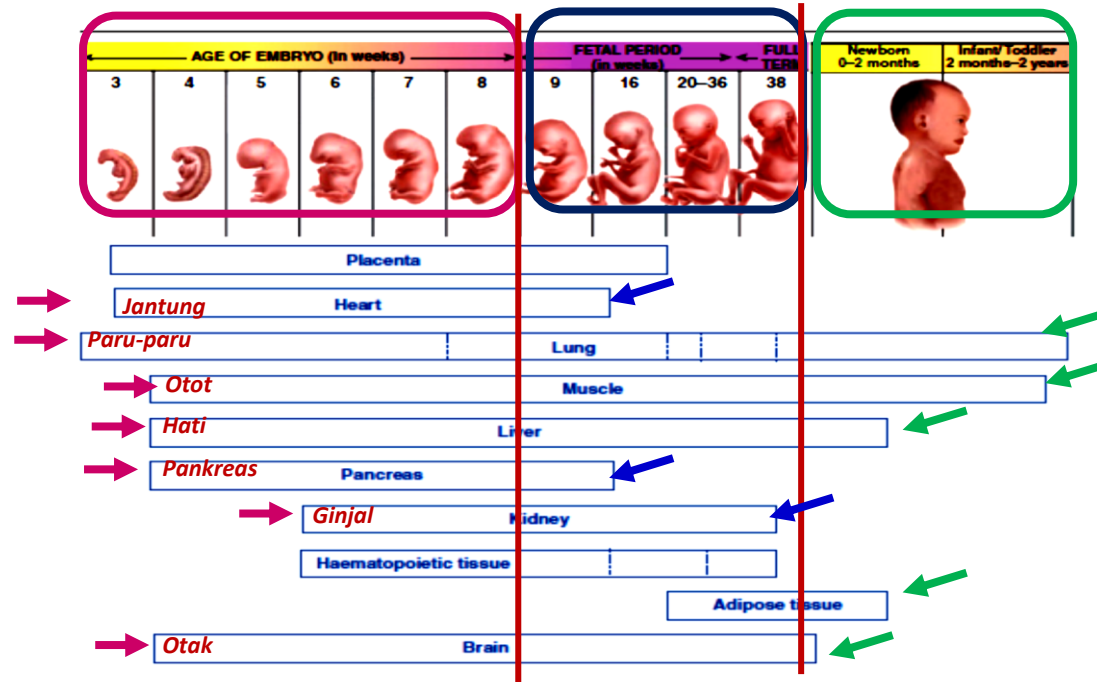 AGE OF EMBRYO (in weeks)
FETAL PERIOD
(in weeks)
FULL
TERM
Newborn
0–2 months
Infant/Toddler
2 months–2 years
3 4 5 6 7 8 9 16 20–36 38
Placenta
Jantung Heart
Paru-paru Lung
Otot Muscle
Hati Liver
Pankreas Pancreas
Ginjal Kidney
Haematopoietic tissue
Adipose tissue
Otak Brain